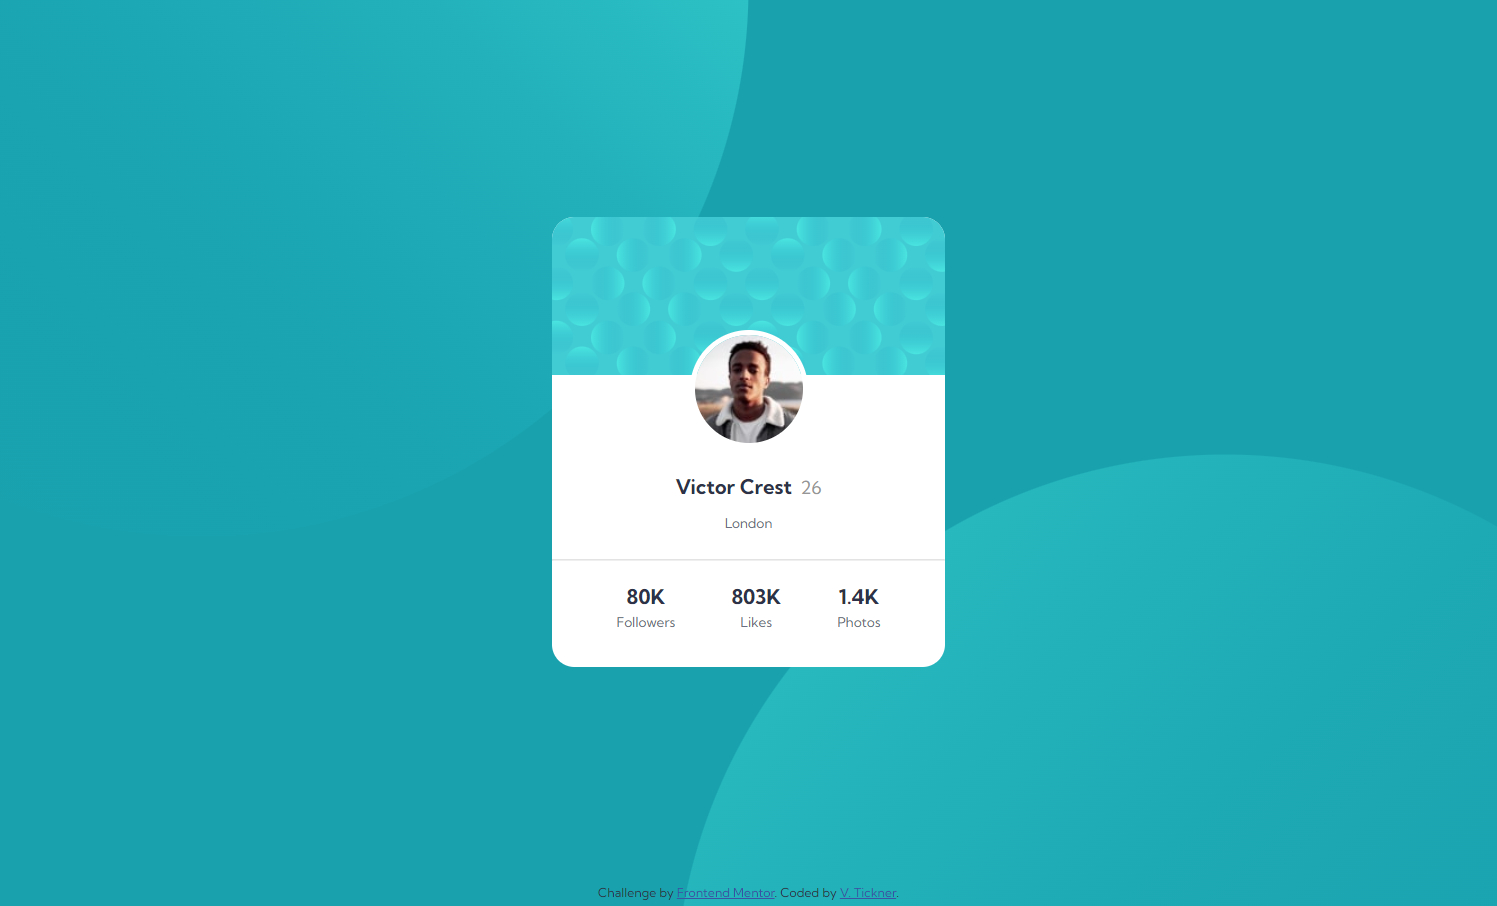 Victor Crest 26
London
80K 803K 1.4K
Followers Likes Photos
Challenge by Frontend Mentor. Coded by V. Tickner.